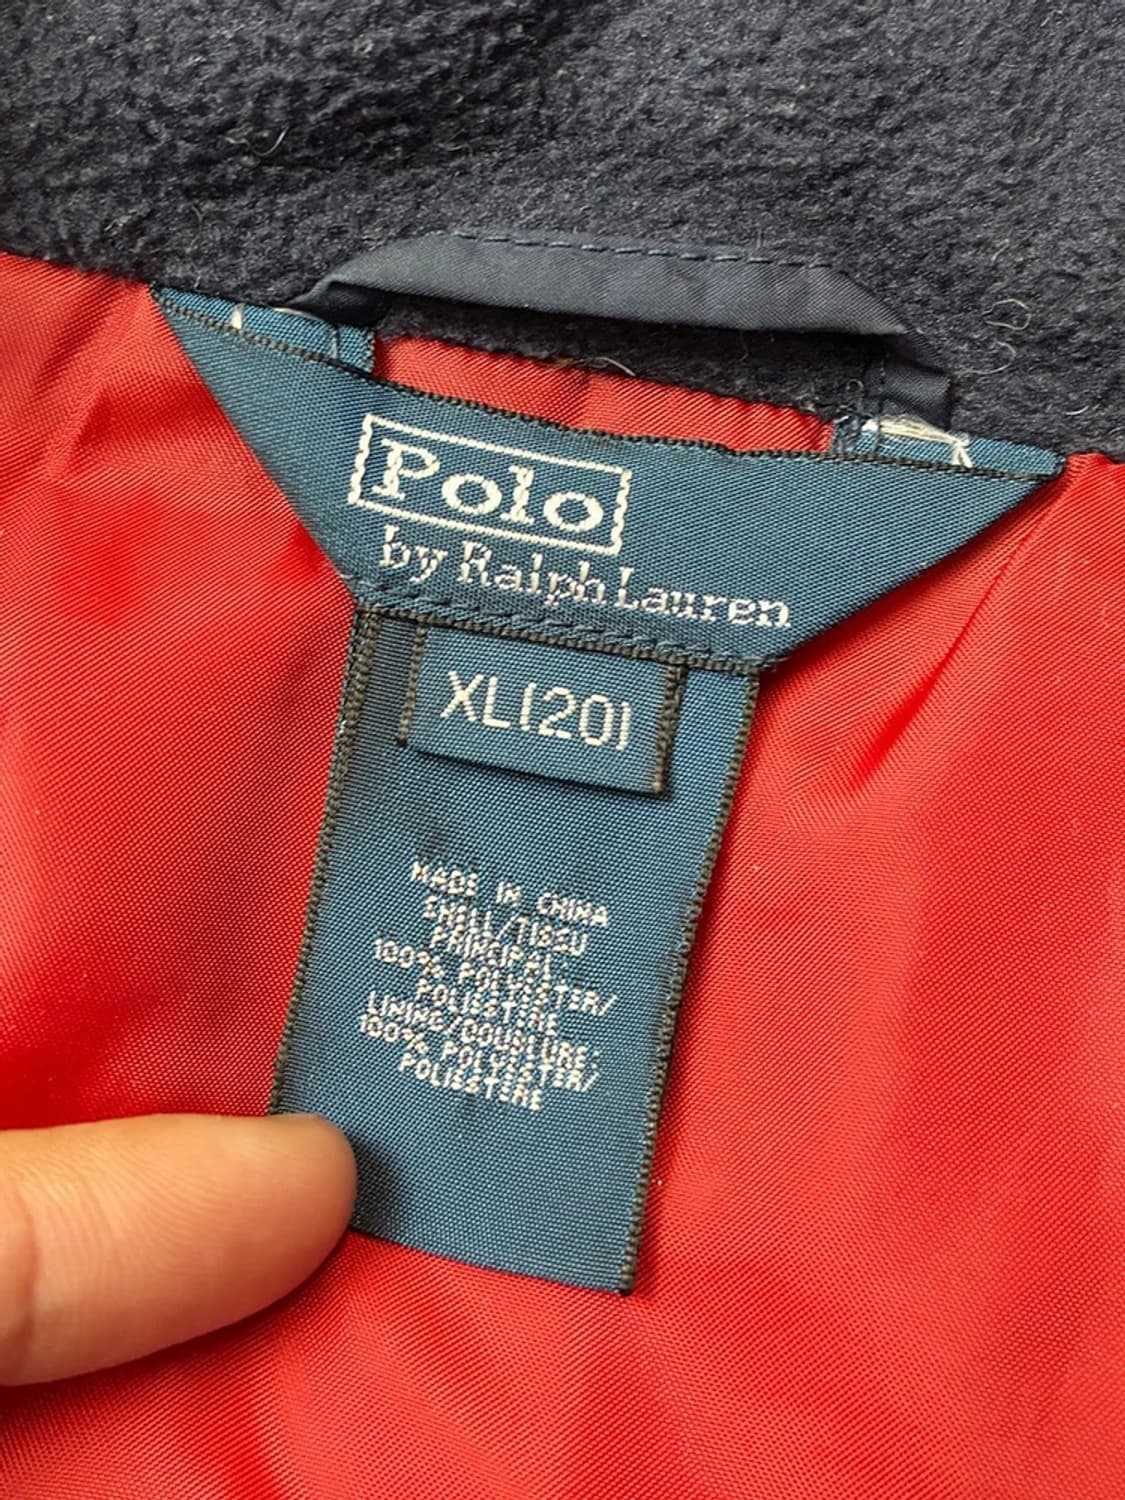 Polo
by Ralph Lauren
XL(20)
MADE IN CHINA
SHELL/TISSU
PRINCIPAL:
100% POLYESTER/
POLIESTERE
LINING/DOUBLURE:
100% POLYESTER/
POLIESTERE